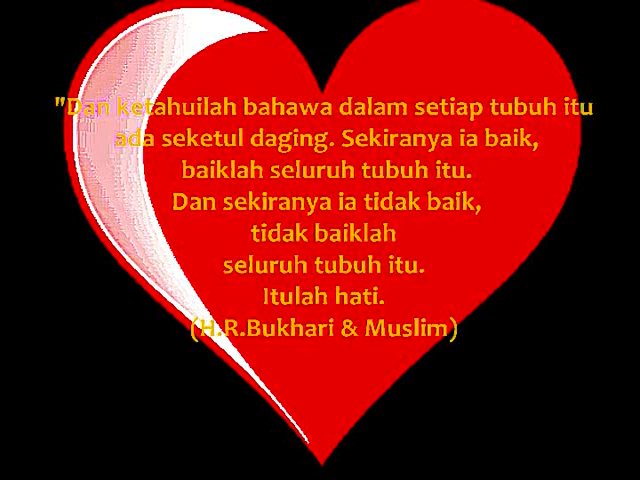 "Dan ketahuilah bahawa dalam setiap tubuh itu
ada seketul daging. Sekiranya ia baik,
baiklah seluruh tubuh itu.
Dan sekiranya ia tidak baik,
tidak baiklah
seluruh tubuh itu.
Itulah hati.
(H.R.Bukhari & Muslim)